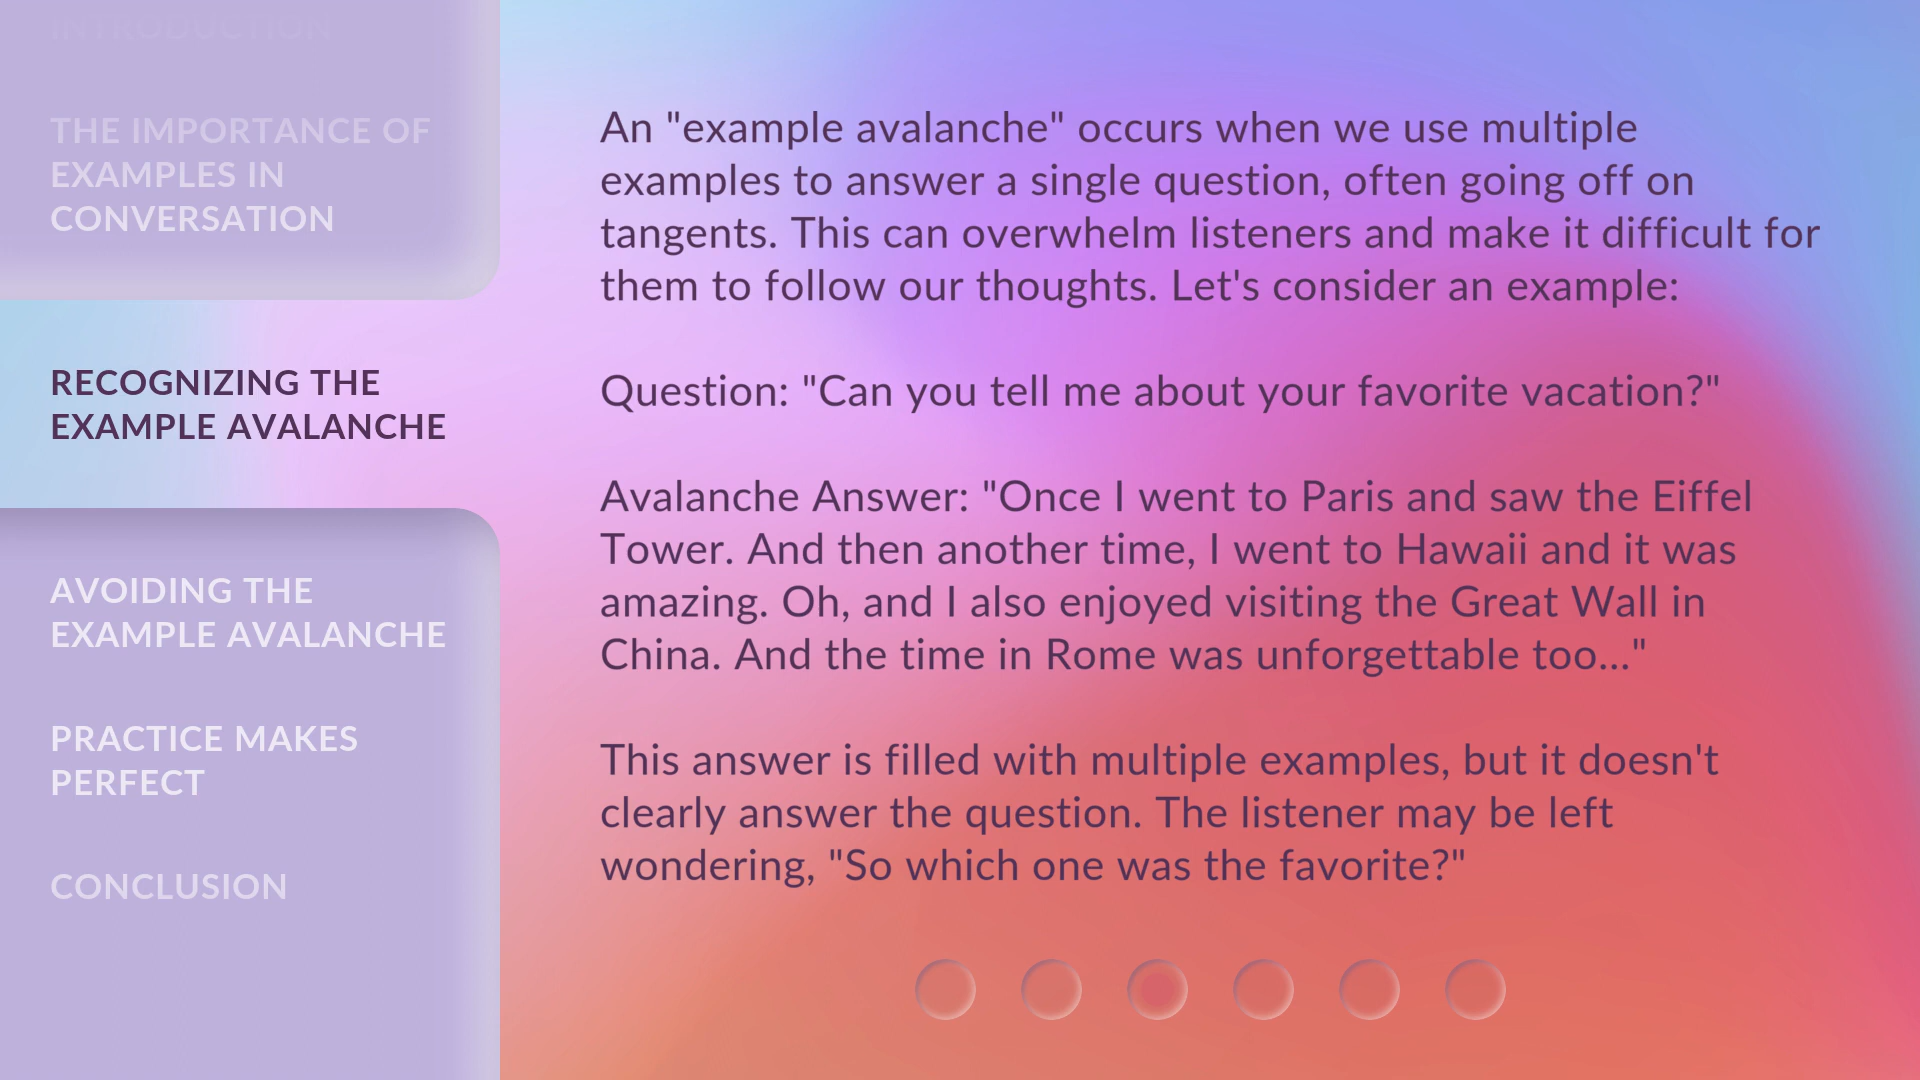 INTRODUCTION
THE IMPORTANCE OF
EXAMPLES IN
CONVERSATION
RECOGNIZING THE
EXAMPLE AVALANCHE
AVOIDING THE
EXAMPLE AVALANCHE
PRACTICE MAKES
PERFECT
CONCLUSION
An "example avalanche" occurs when we use multiple
examples to answer a single question, often going off on
tangents. This can overwhelm listeners and make it difficult for
them to follow our thoughts. Let's consider an example:
Question: "Can you tell me about your favorite vacation?"
Avalanche Answer: "Once I went to Paris and saw the Eiffel
Tower. And then another time, I went to Hawaii and it was
amazing. Oh, and I also enjoyed visiting the Great Wall in
China. And the time in Rome was unforgettable too..."
This answer is filled with multiple examples, but it doesn't
clearly answer the question. The listener may be left
wondering, "So which one was the favorite?"